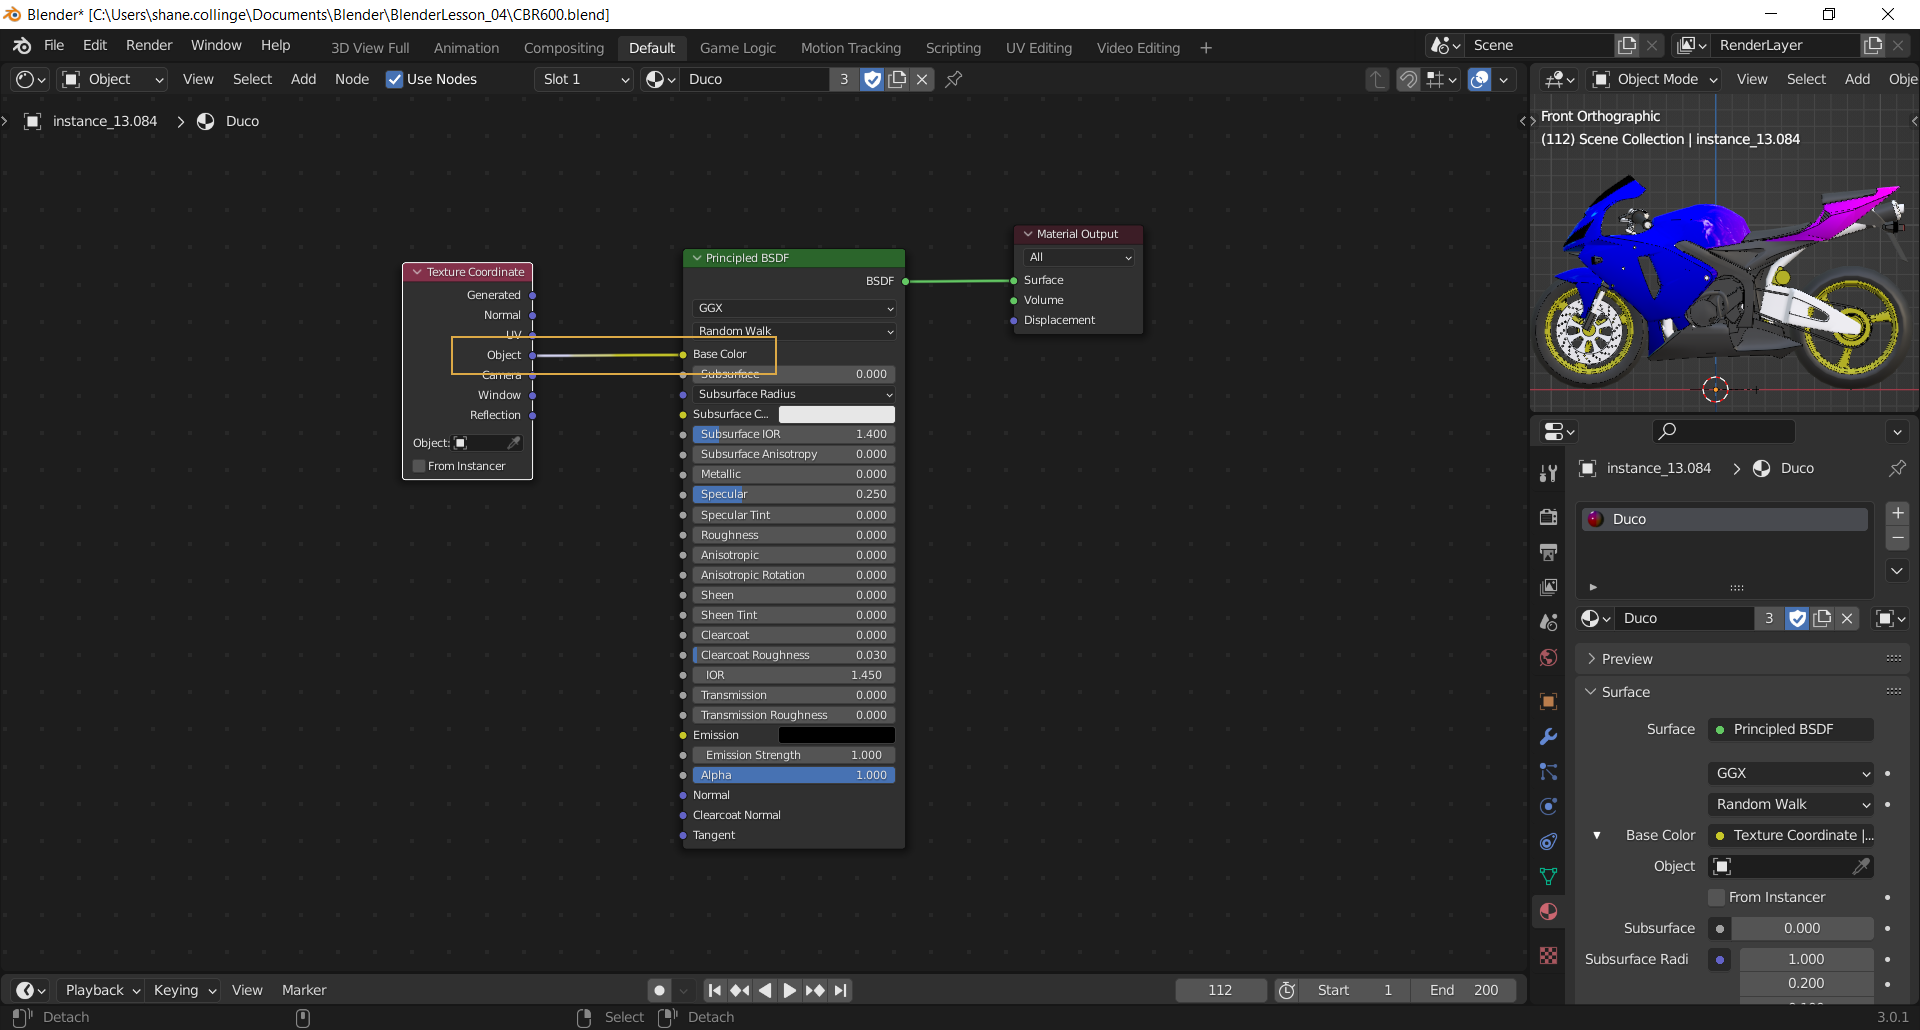 Blender* [C:\Users\shane.collinge\Documents\Blender\BlenderLesson_04\CBR600.blend]
File Edit Render Window Help 3D View Full Animation Compositing Default Game Logic Motion Tracking Scripting UV Editing Video Editing + Scene RenderLayer
Object View Select Add Node Use Nodes Slot 1 Duco 3 Object Mode View Select Add Obje
instance_13.084 > Duco
Front Orthographic
(112) Scene Collection | instance_13.084
Texture Coordinate
Generated
Normal
UV
Object
Camera
Window
Reflection
Object:
From Instancer
Principled BSDF
BSDF
GGX
Random Walk
Base Color
Subsurface 0.000
Subsurface Radius
Subsurface C...
Subsurface IOR 1.400
Subsurface Anisotropy 0.000
Metallic 0.000
Specular 0.250
Specular Tint 0.000
Roughness 0.000
Anisotropic 0.000
Anisotropic Rotation 0.000
Sheen 0.000
Sheen Tint 0.000
Clearcoat 0.000
Clearcoat Roughness 0.030
IOR 1.450
Transmission 0.000
Transmission Roughness 0.000
Emission
Emission Strength 1.000
Alpha 1.000
Normal
Clearcoat Normal
Tangent
Material Output
All
Surface
Volume
Displacement
instance_13.084 > Duco
Duco
Duco 3
Preview
Surface
Surface Principled BSDF
GGX
Random Walk
Base Color Texture Coordinate |...
Object
From Instancer
Subsurface 0.000
Subsurface Radi 1.000
0.200
Playback Keying View Marker 112 Start 1 End 200
Detach Select Detach 3.0.1